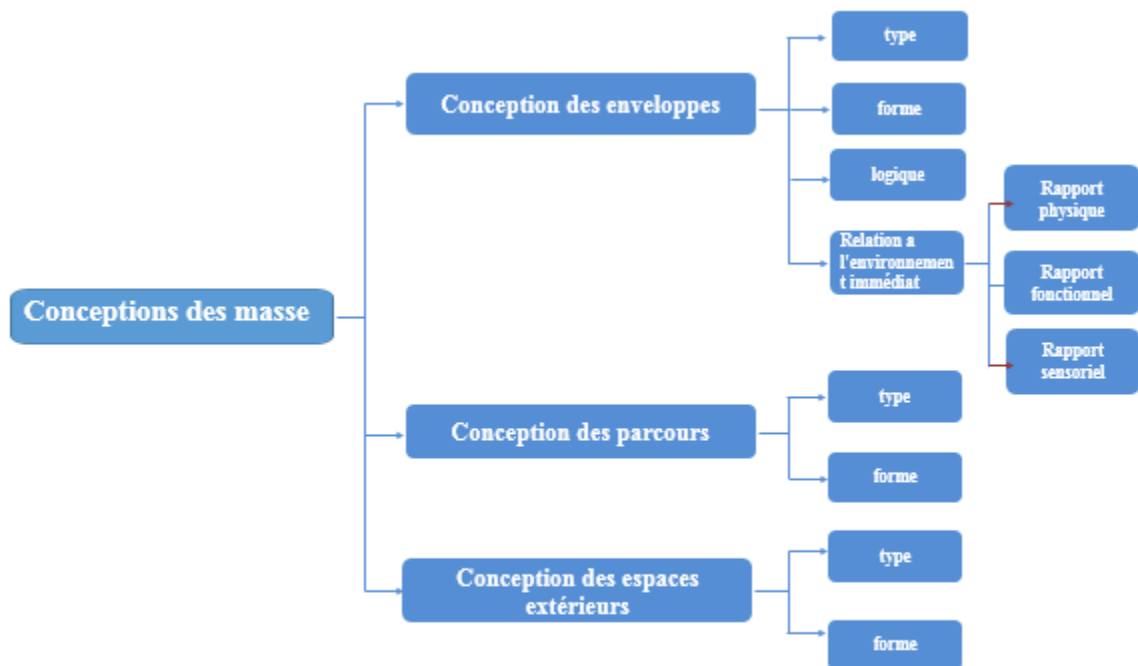 type
Conception des enveloppes
forme
logique
Rapport
physique
Relation a
l'environnemen
t immédiat
Rapport
fonctionnel
Conceptions des masse
Rapport
sensoriel
type
Conception des parcours
forme
type
Conception des espaces
extérieurs
forme